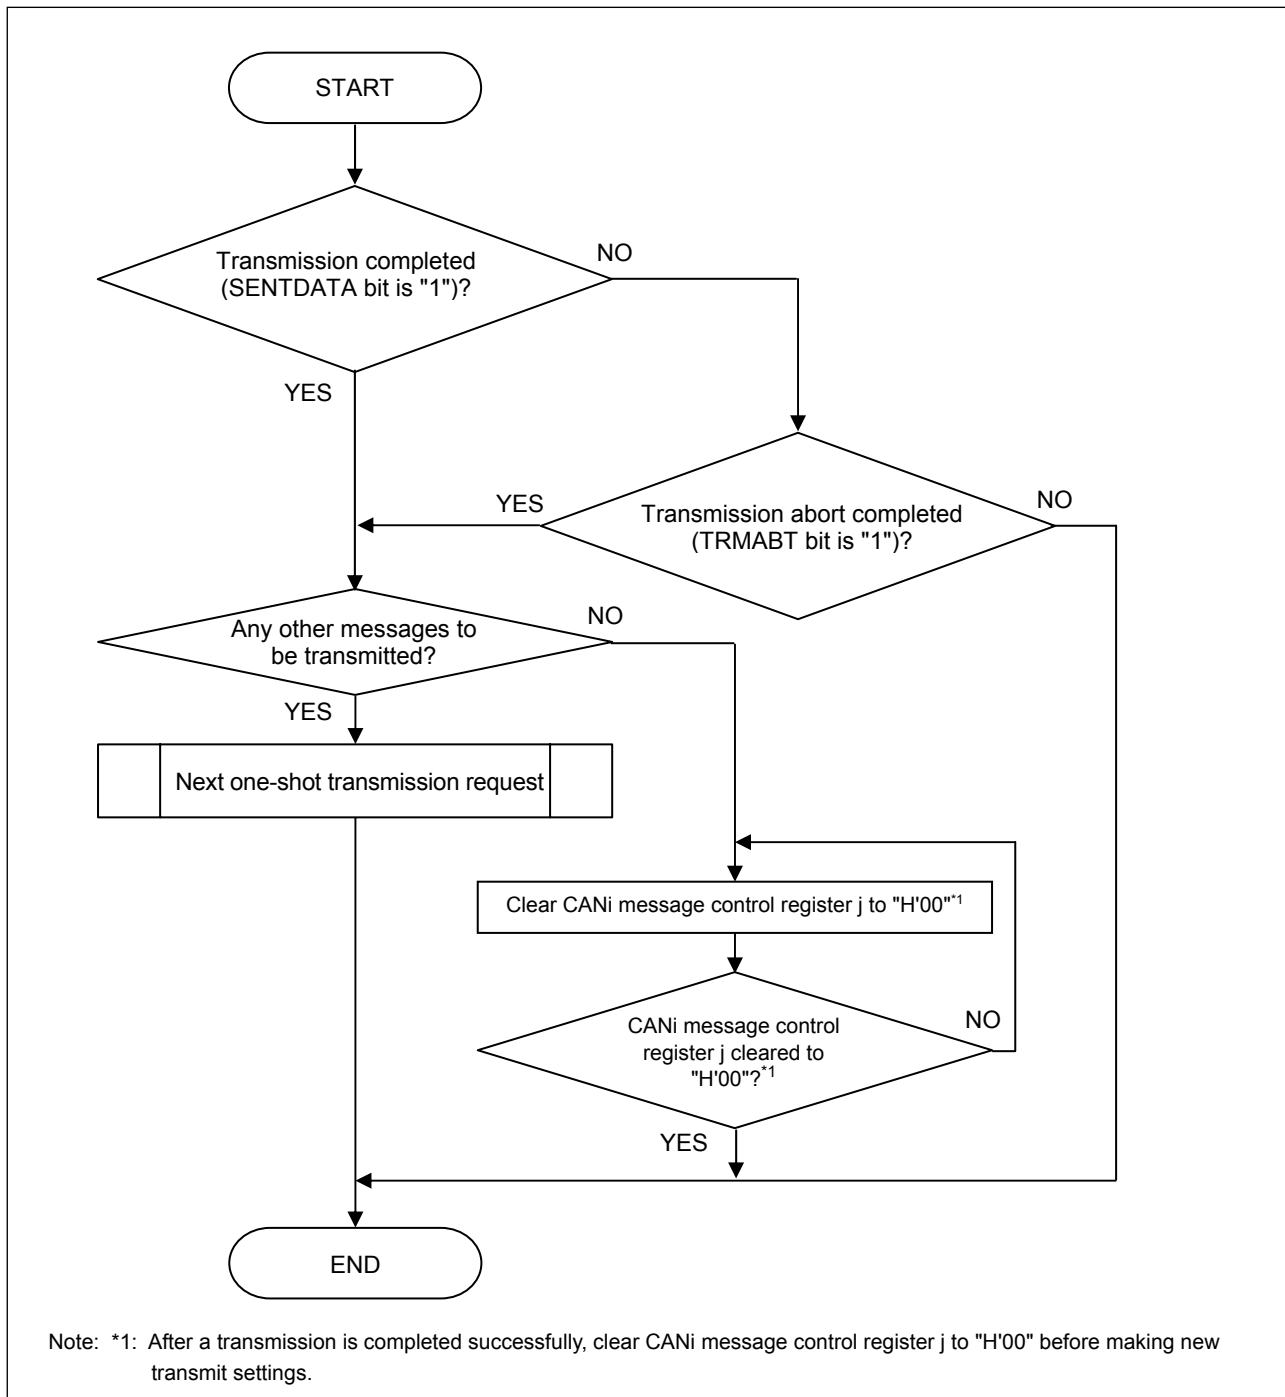 START
Transmission completed
(SENTDATA bit is "1")?
NO
YES
Transmission abort completed
(TRMABT bit is "1")?
YES
NO
Any other messages to
be transmitted?
NO
YES
Next one-shot transmission request
Clear CANi message control register j to "H'00"*1
CANi message control
register j cleared to
"H'00"?*1
NO
YES
END
Note: *1: After a transmission is completed successfully, clear CANi message control register j to "H'00" before making new
transmit settings.